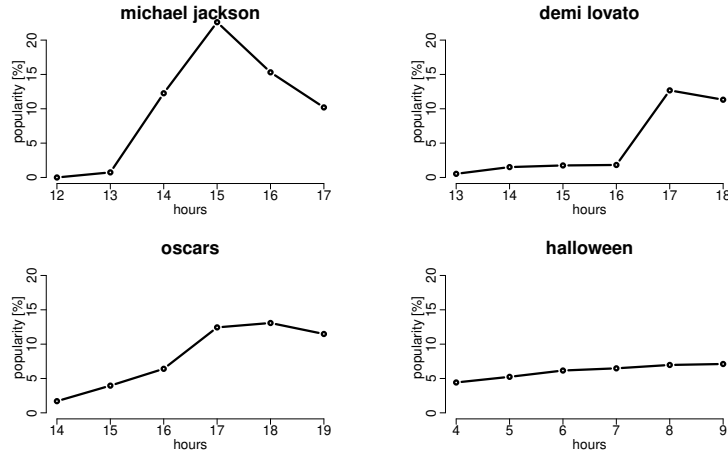 michael jackson
popularity [%]
0 5 10 15 20
12 13 14 15 16 17
hours
demi lovato
popularity [%]
0 5 10 15 20
13 14 15 16 17 18
hours
oscars
popularity [%]
0 5 10 15 20
14 15 16 17 18 19
hours
halloween
popularity [%]
0 5 10 15 20
4 5 6 7 8 9
hours